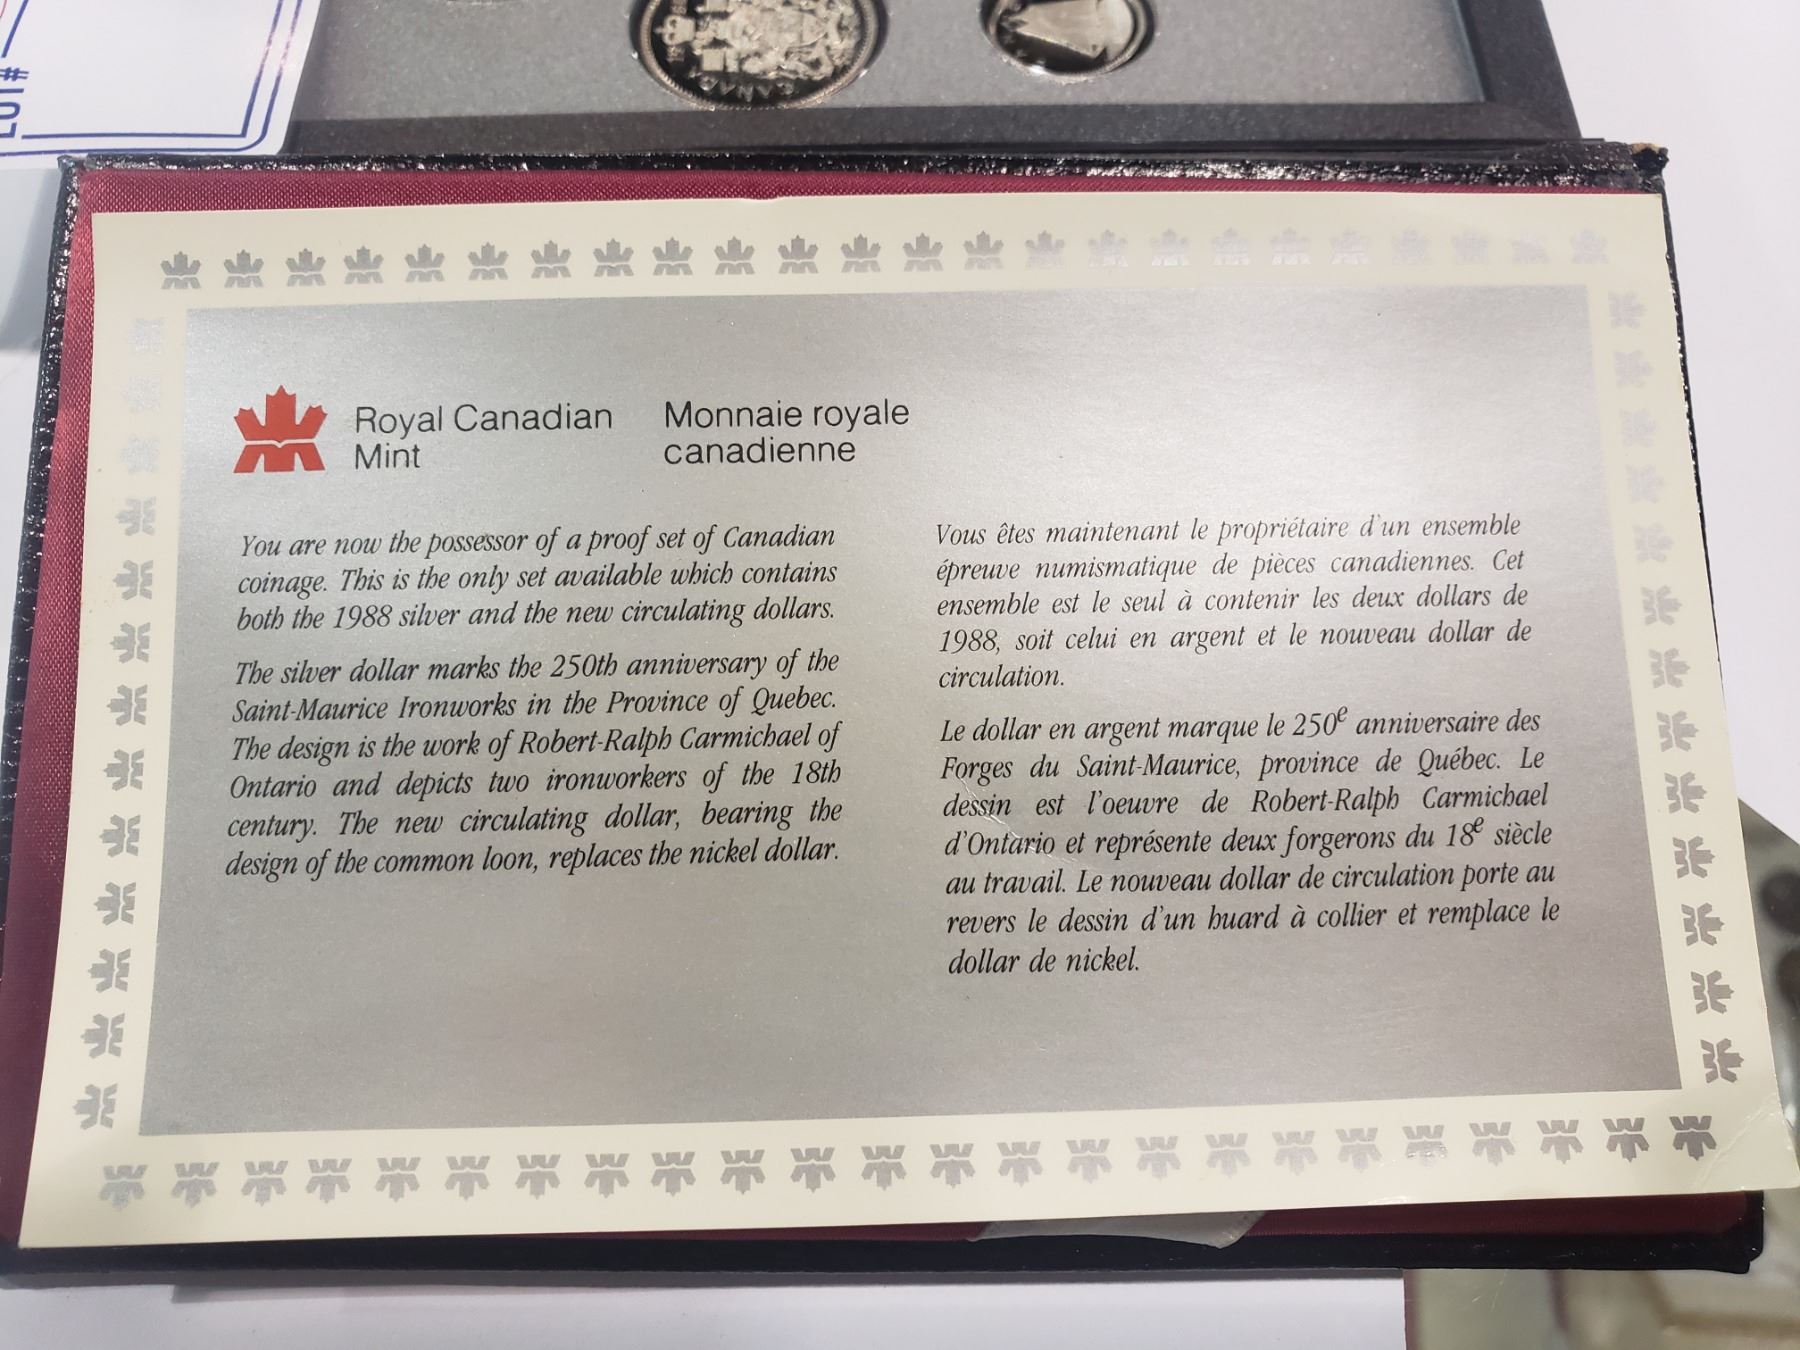 LOT#
CANADA
Royal Canadian
Mint
Monnaie royale
canadienne
You are now the possessor of a proof set of Canadian
coinage. This is the only set available which contains
both the 1988 silver and the new circulating dollars.
The silver dollar marks the 250th anniversary of the
Saint-Maurice Ironworks in the Province of Quebec.
The design is the work of Robert-Ralph Carmichael of
Ontario and depicts two ironworkers of the 18th
century. The new circulating dollar, bearing the
design of the common loon, replaces the nickel dollar.
Vous êtes maintenant le propriétaire d'un ensemble
épreuve numismatique de pièces canadiennes. Cet
ensemble est le seul à contenir les deux dollars de
1988, soit celui en argent et le nouveau dollar de
circulation.
Le dollar en argent marque le 250e anniversaire des
Forges du Saint-Maurice, province de Québec. Le
dessin est l'oeuvre de Robert-Ralph Carmichael
d'Ontario et représente deux forgerons du 18e siècle
au travail. Le nouveau dollar de circulation porte au
revers le dessin d'un huard à collier et remplace le
dollar de nickel.